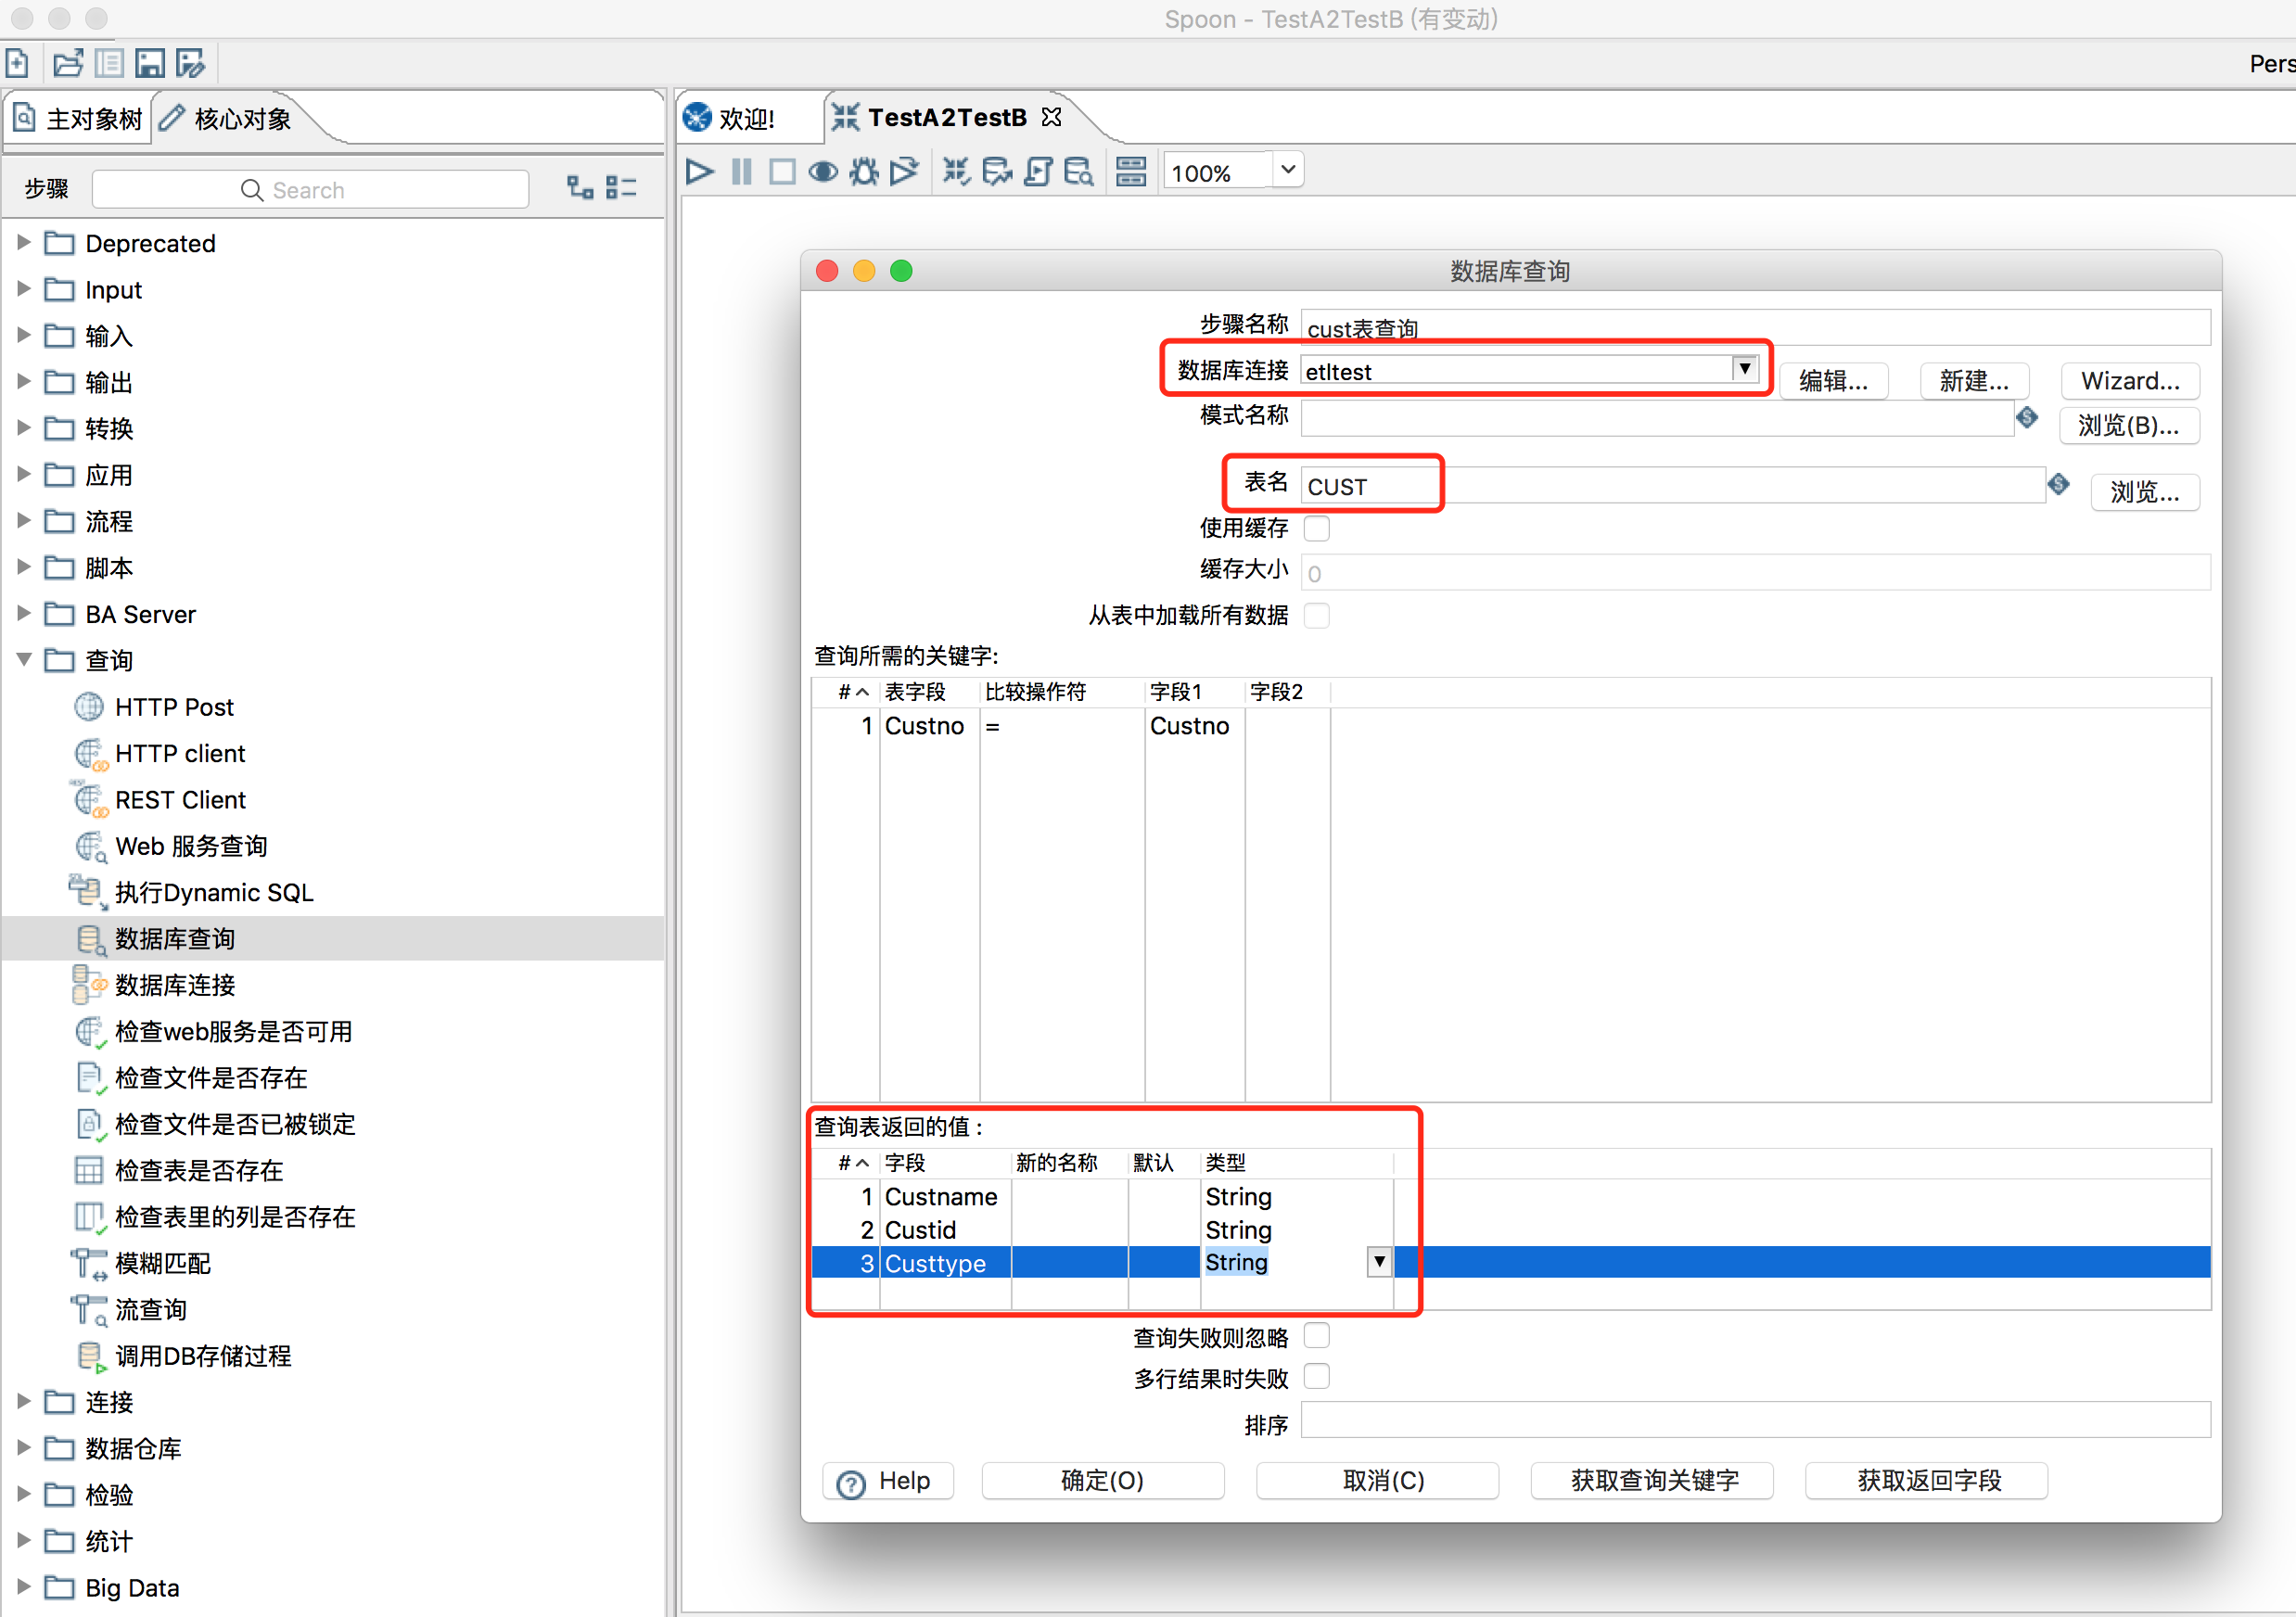 Spoon - TestA2TestB (有变动)
Pers
主对象树 核心对象
欢迎! TestA2TestB
步骤 Search
100%
Deprecated
Input
输入
输出
转换
应用
流程
脚本
BA Server
查询
HTTP Post
HTTP client
REST Client
Web 服务查询
执行Dynamic SQL
数据库查询
数据库连接
检查web服务是否可用
检查文件是否存在
检查文件是否已被锁定
检查表是否存在
检查表里的列是否存在
模糊匹配
流查询
调用DB存储过程
连接
数据仓库
检验
统计
Big Data
数据库查询
步骤名称 cust表查询
数据库连接 etltest 编辑... 新建... Wizard...
模式名称 浏览(B)...
表名 CUST 浏览...
使用缓存
缓存大小 0
从表中加载所有数据
查询所需的关键字:
# 表字段 比较操作符 字段1 字段2
1 Custno = Custno
查询表返回的值 :
# 字段 新的名称 默认 类型
1 Custname String
2 Custid String
3 Custtype String
查询失败则忽略
多行结果时失败
排序
Help 确定(O) 取消(C) 获取查询关键字 获取返回字段